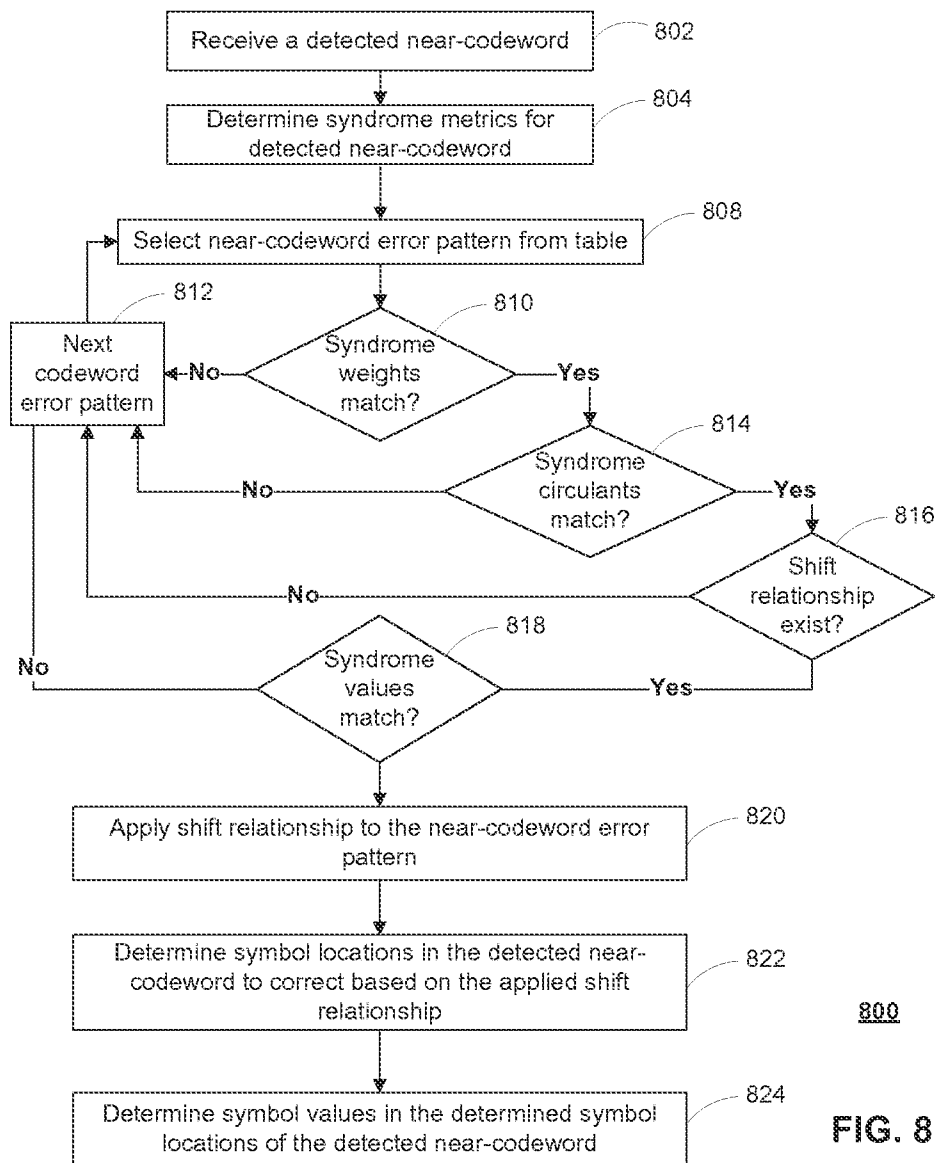 Receive a detected near-codeword
802
Determine syndrome metrics for
detected near-codeword
804
Select near-codeword error pattern from table
808
812
Next
codeword
error pattern
810
Syndrome
weights
match?
No
Yes
814
Syndrome
circulants
match?
No
Yes
816
Shift
relationship
exist?
No
Yes
818
Syndrome
values
match?
No
Apply shift relationship to the near-codeword error
pattern
820
Determine symbol locations in the detected near-
codeword to correct based on the applied shift
relationship
822
Determine symbol values in the determined symbol
locations of the detected near-codeword
824
800
FIG. 8